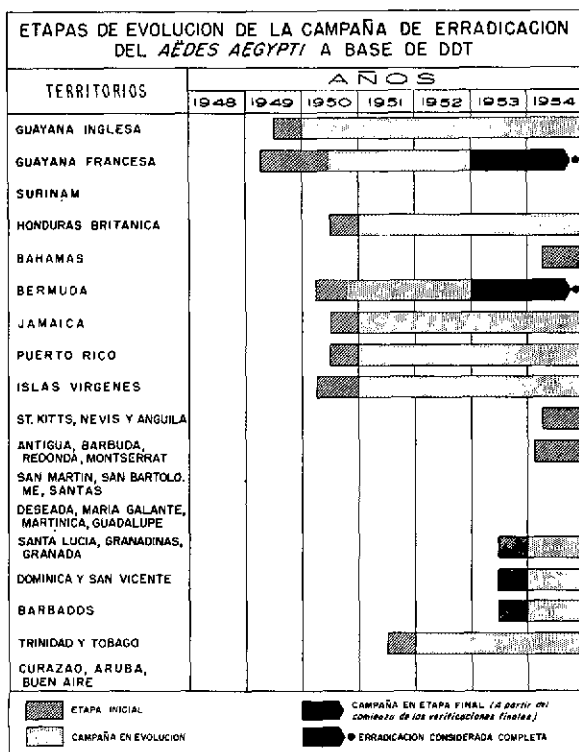 ETAPAS DE EVOLUCION DE LA CAMPAÑA DE ERRADICACION
DEL AËDES AEGYPTI A BASE DE DDT
TERRITORIOS
AÑOS
1948 1949 1950 1951 1952 1953 1954
GUAYANA INGLESA
GUAYANA FRANCESA
SURINAM
HONDURAS BRITANICA
BAHAMAS
BERMUDA
JAMAICA
PUERTO RICO
ISLAS VIRGENES
ST. KITTS, NEVIS Y ANGUILA
ANTIGUA, BARBUDA,
REDONDA, MONTSERRAT
SAN MARTIN, SAN BARTOLO.
ME, SANTAS
DESEADA, MARIA GALANTE,
MARTINICA, GUADALUPE
SANTA LUCIA, GRANADINAS,
GRANADA
DOMINICA Y SAN VICENTE
BARBADOS
TRINIDAD Y TOBAGO
CURAZAO, ARUBA,
BUEN AIRE
ETAPA INICIAL
CAMPAÑA EN EVOLUCION
CAMPAÑA EN ETAPA FINAL (A partir del
comienzo de las verificaciones finales)
ERRADICACIÓN CONSIDERADA COMPLETA